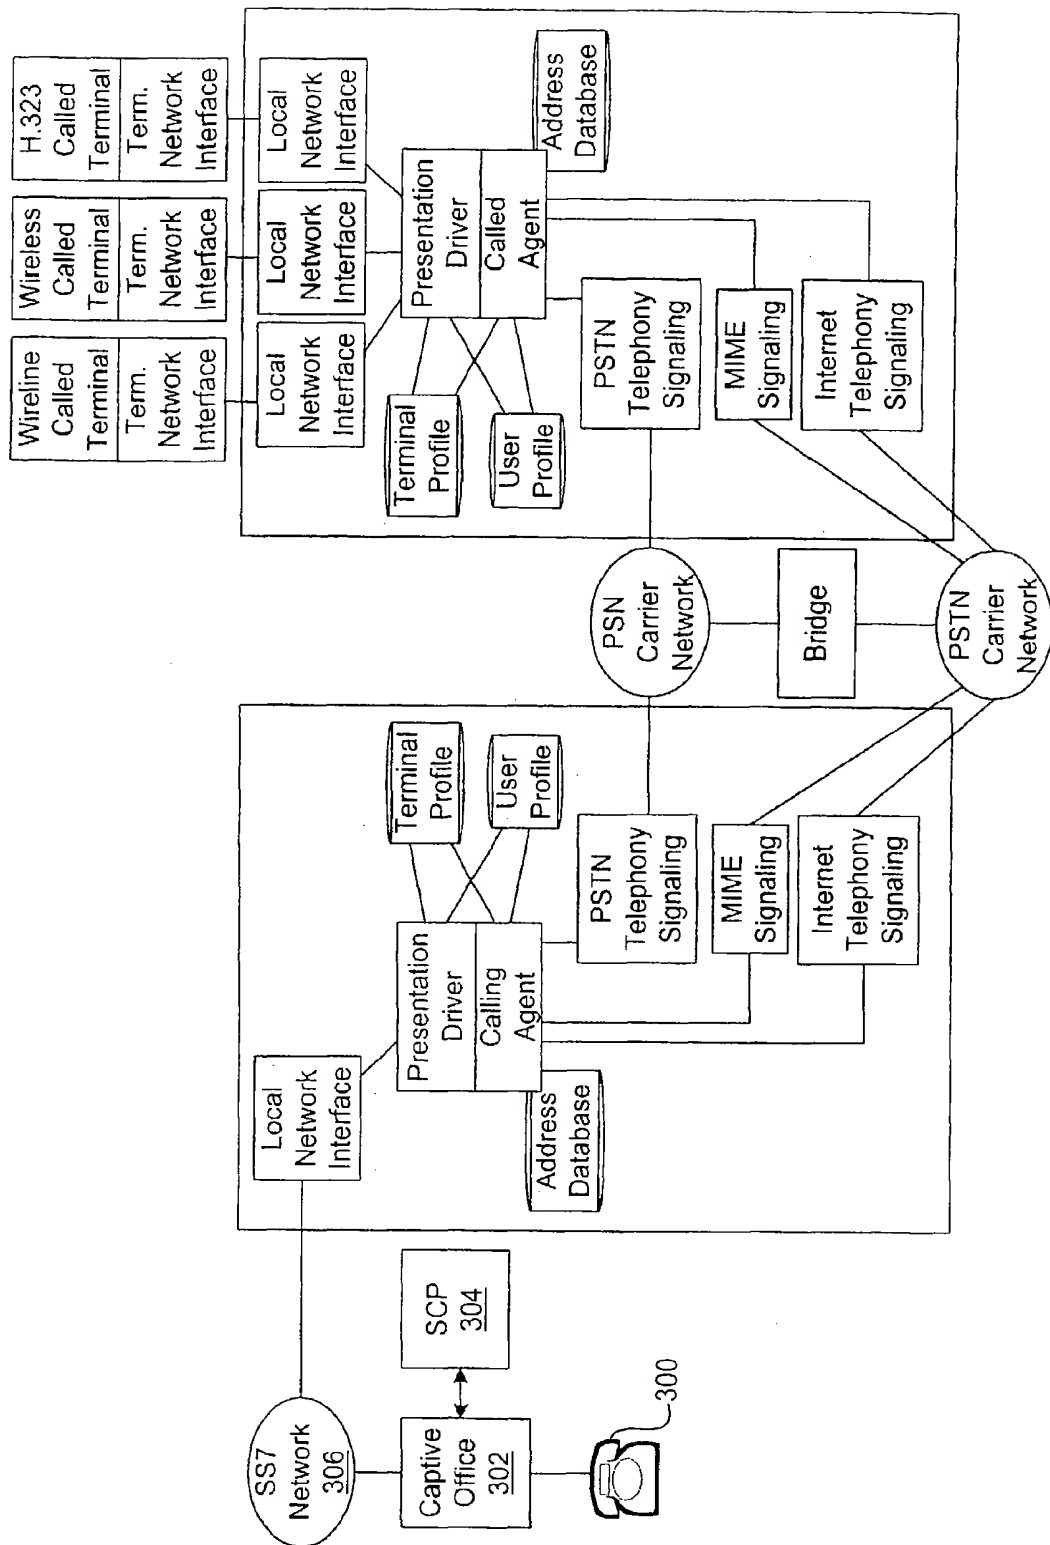 SS7
Network
306
Captive
Office
302
SCP
304
300
Local
Network
Interface
Presentation
Driver
Calling
Agent
Address
Database
Terminal
Profile
User
Profile
PSTN
Telephony
Signaling
MIME
Signaling
Internet
Telephony
Signaling
PSN
Carrier
Network
Bridge
PSTN
Carrier
Network
Wireline
Called
Terminal
Term.
Network
Interface
Wireless
Called
Terminal
Term.
Network
Interface
H.323
Called
Terminal
Term.
Network
Interface
Local
Network
Interface
Local
Network
Interface
Local
Network
Interface
Terminal
Profile
User
Profile
Presentation
Driver
Called
Agent
Address
Database
PSTN
Telephony
Signaling
MIME
Signaling
Internet
Telephony
Signaling